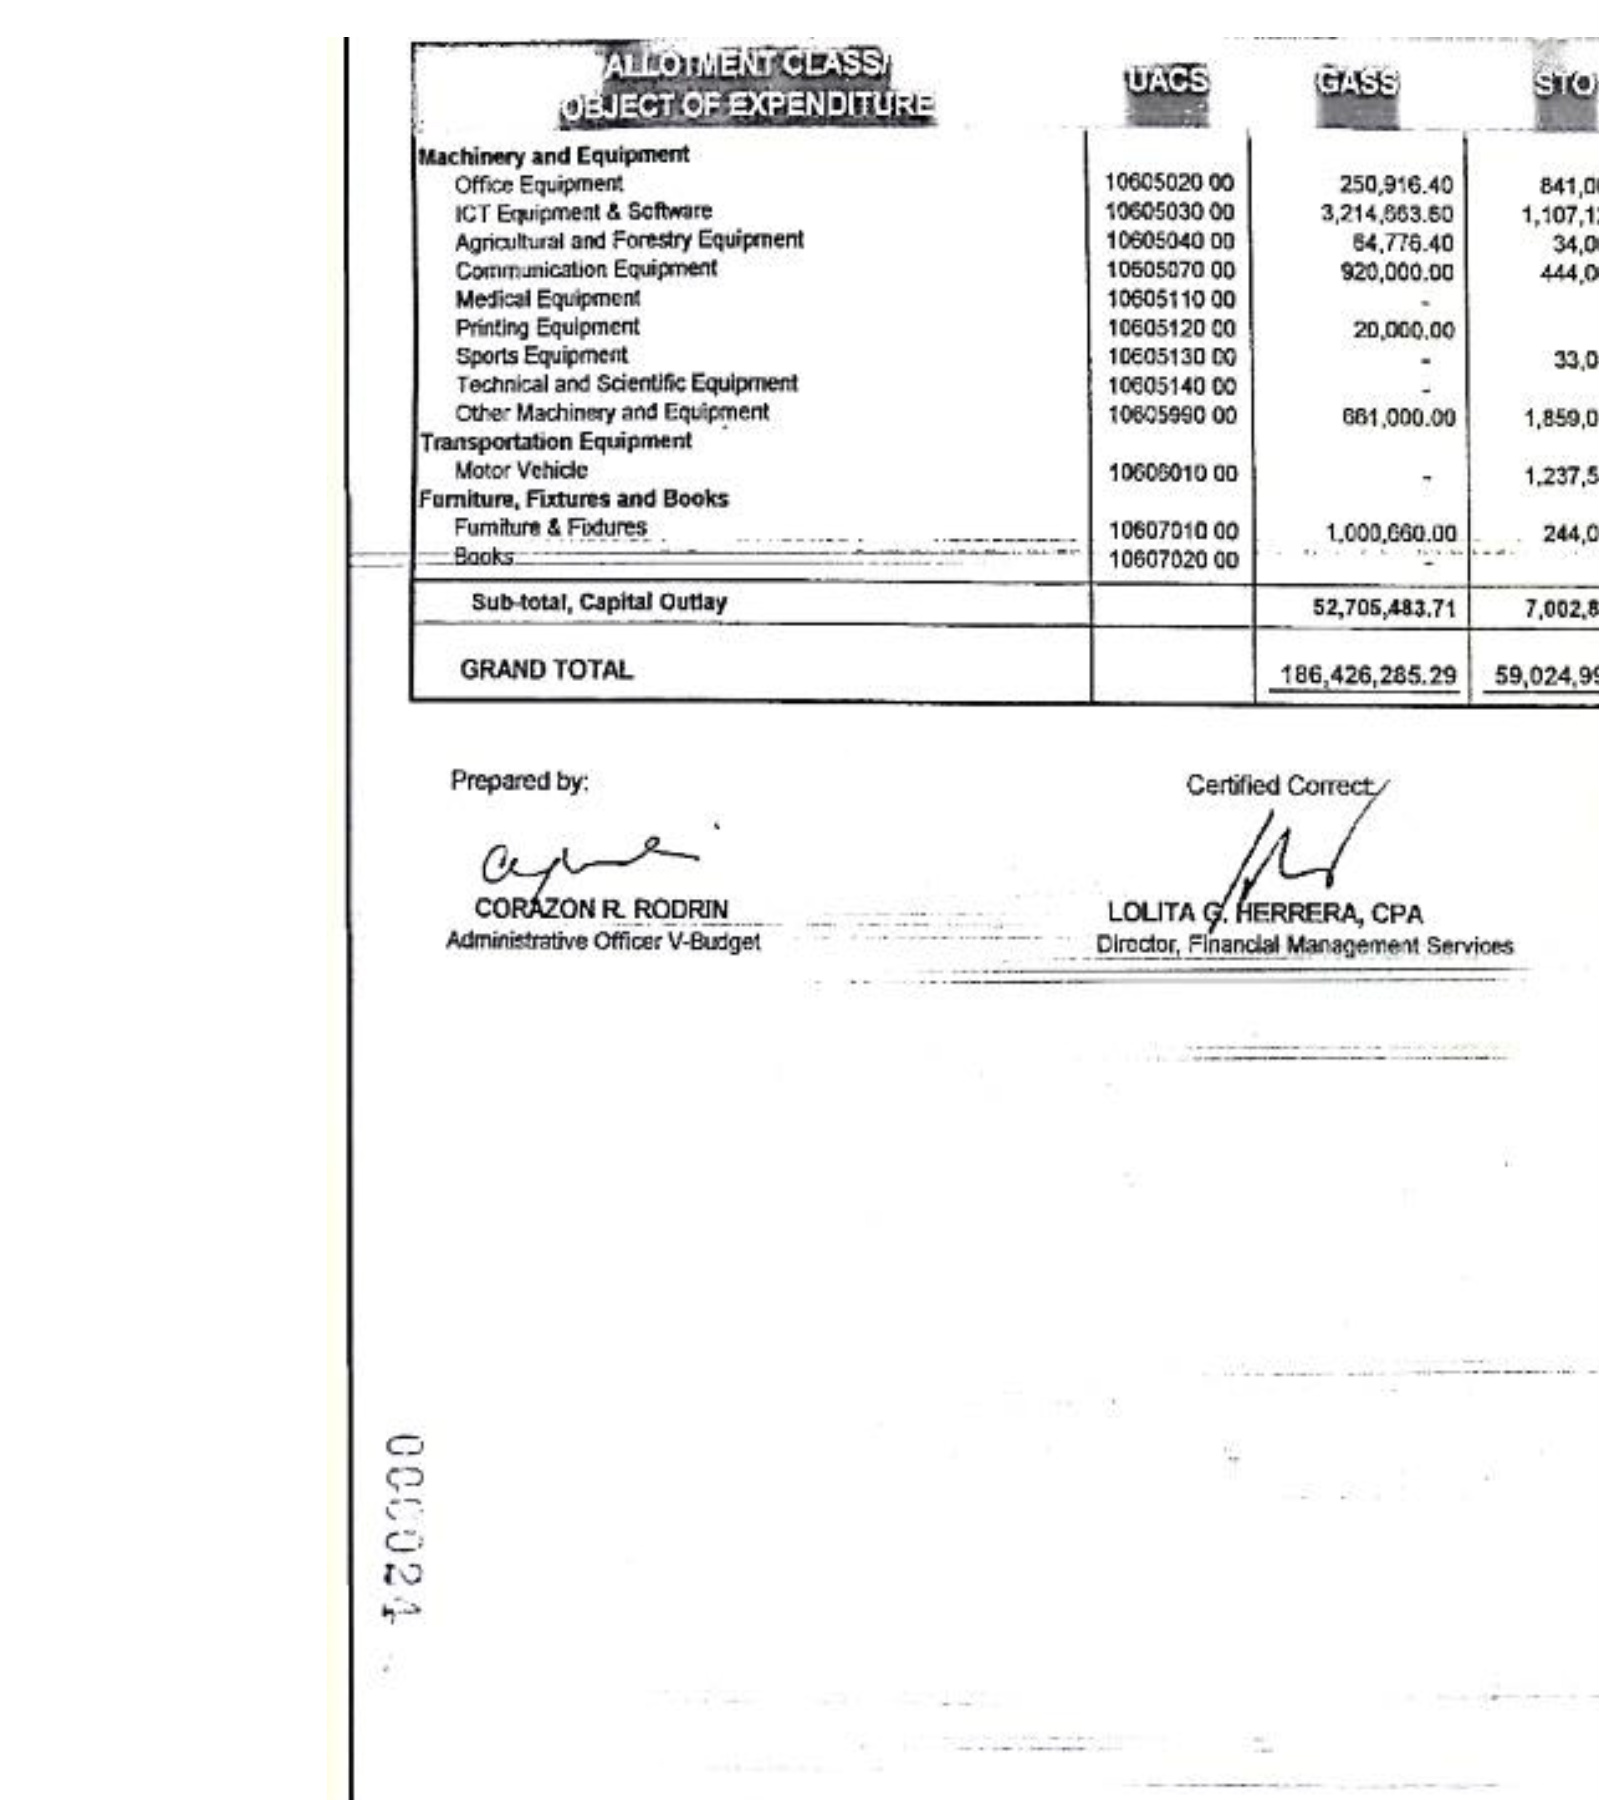 ALLOTMENT CLASS/
OBJECT OF EXPENDITURE UACS GASS STO
Machinery and Equipment
Office Equipment 10605020 00 250,916.40 841,0
ICT Equipment & Software 10605030 00 3,214,663.60 1,107,1
Agricultural and Forestry Equipment 10605040 00 64,776.40 34,0
Communication Equipment 10605070 00 920,000.00 444,0
Medical Equipment 10605110 00 -
Printing Equipment 10605120 00 20,000.00
Sports Equipment 10605130 00 - 33,0
Technical and Scientific Equipment 10605140 00 -
Other Machinery and Equipment 10605990 00 661,000.00 1,859,0
Transportation Equipment
Motor Vehicle 10606010 00 - 1,237,5
Furniture, Fixtures and Books
Furniture & Fixtures 10607010 00 1,000,660.00 244,0
Books 10607020 00 -
Sub-total, Capital Outlay 52,705,483.71 7,002,8
GRAND TOTAL 186,426,285.29 59,024,99
Prepared by: Certified Correct
CORAZON R. RODRIN LOLITA G. HERRERA, CPA
Administrative Officer V-Budget Director, Financial Management Services
000024